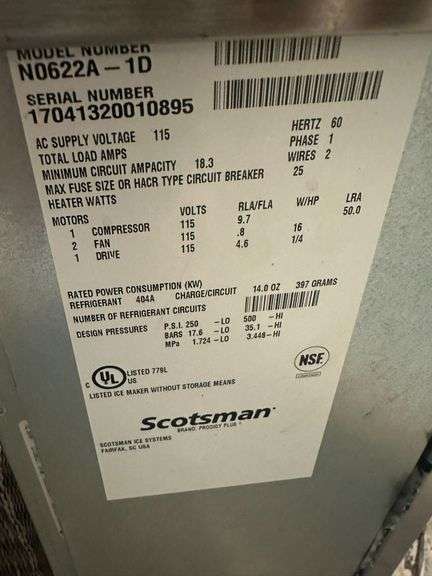 MODEL NUMBER
N0622A-1D
SERIAL NUMBER
17041320010895
AC SUPPLY VOLTAGE 115 HERTZ 60
TOTAL LOAD AMPS PHASE 1
MINIMUM CIRCUIT AMPACITY 18.3 WIRES 2
MAX FUSE SIZE OR HACR TYPE CIRCUIT BREAKER 25
HEATER WATTS
MOTORS VOLTS RLA/FLA W/HP LRA
1 COMPRESSOR 115 9.7 50.0
2 FAN 115 .8 16
1 DRIVE 115 4.6 1/4
RATED POWER CONSUMPTION (KW)
REFRIGERANT 404A CHARGE/CIRCUIT 14.0 OZ 397 GRAMS
NUMBER OF REFRIGERANT CIRCUITS
DESIGN PRESSURES P.S.I. 250 -LO 500 -HI
BARS 17.6 -LO 35.1 -HI
MPa 1.724 -LO 3.448-HI
C UL US LISTED 779L
NSF
LISTED ICE MAKER WITHOUT STORAGE MEANS
Scotsman
BRAND, PRODIGY PLUS
SCOTSMAN ICE SYSTEMS
FAIRFAX, SC USA